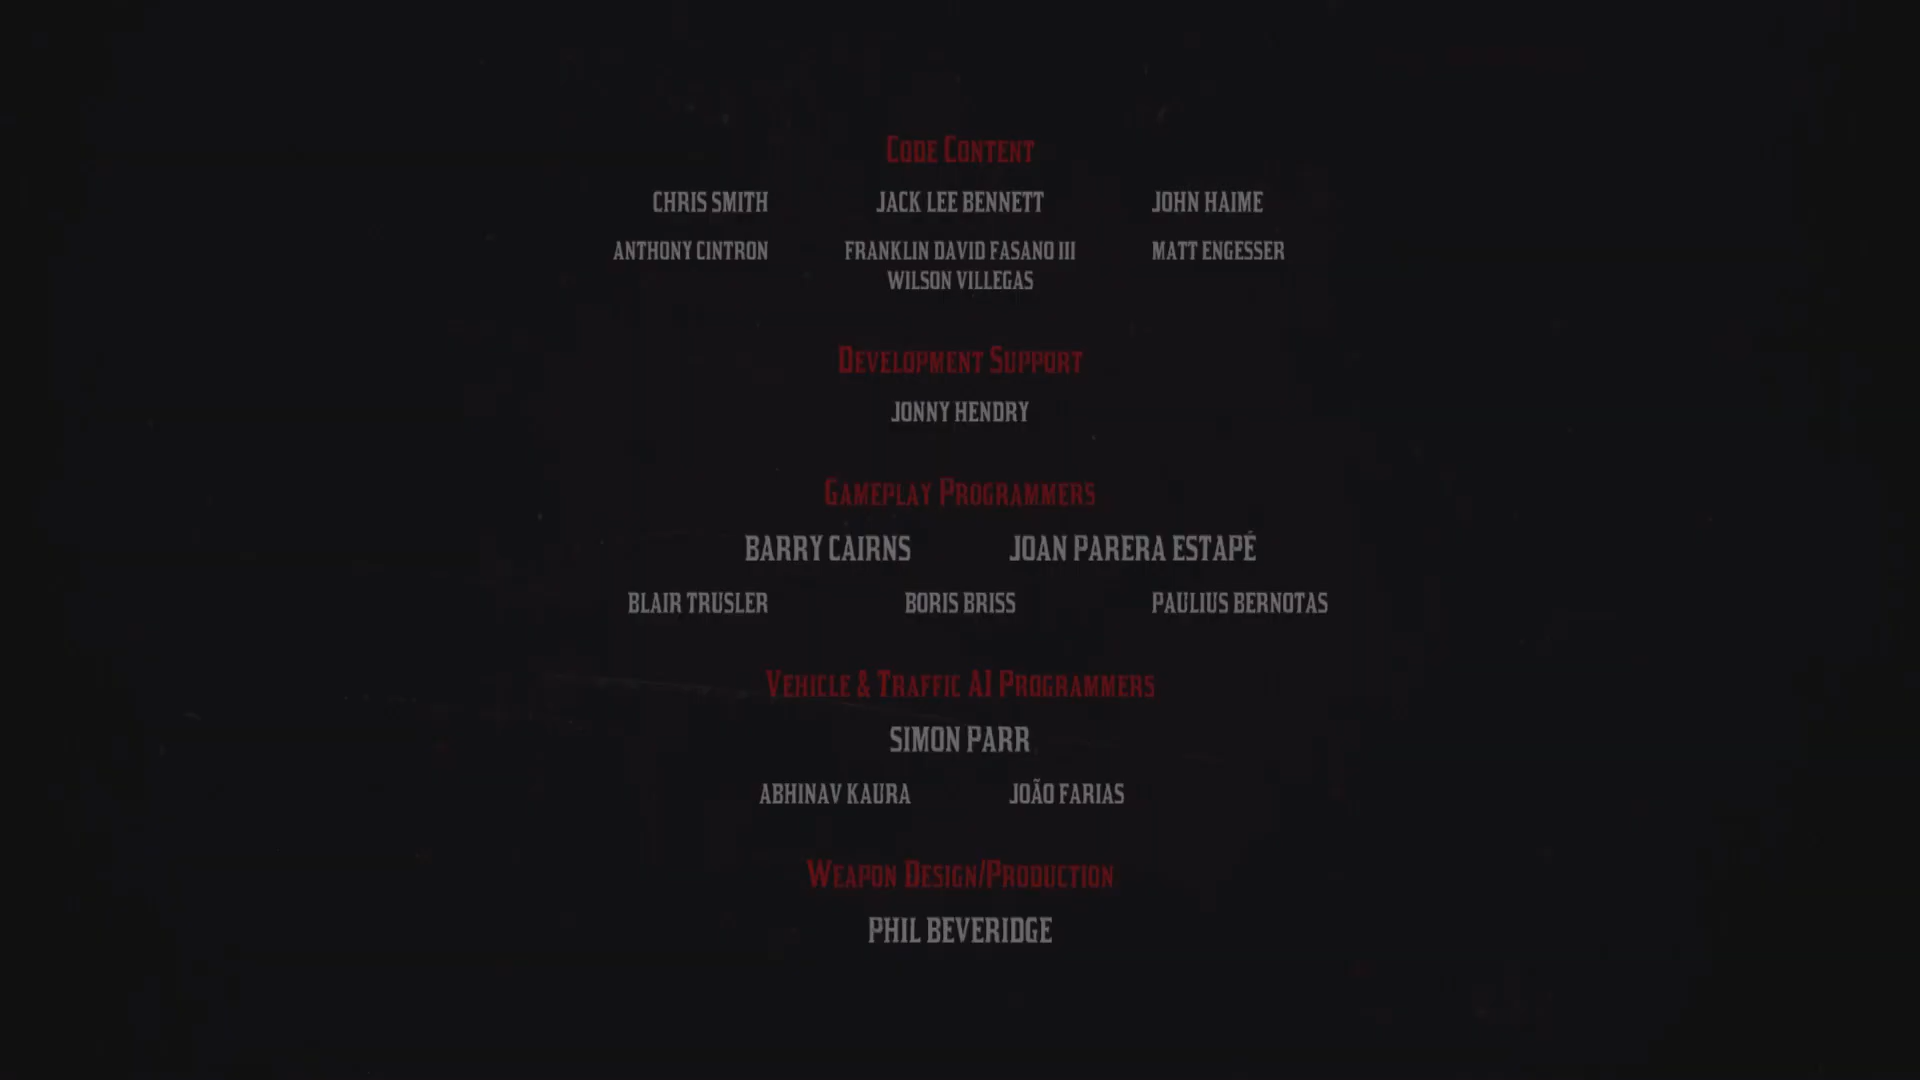 CODE CONTENT
CHRIS SMITH JACK LEE BENNETT JOHN HAIME
ANTHONY CINTRON FRANKLIN DAVID FASANO III MATT ENGESSER
WILSON VILLEGAS
DEVELOPMENT SUPPORT
JONNY HENDRY
GAMEPLAY PROGRAMMERS
BARRY CAIRNS JOAN PARERA ESTAPÉ
BLAIR TRUSLER BORIS BRISS PAULIUS BERNOTAS
VEHICLE & TRAFFIC AI PROGRAMMERS
SIMON PARR
ABHINAV KAURA JOÃO FARIAS
WEAPON DESIGN/PRODUCTION
PHIL BEVERIDGE